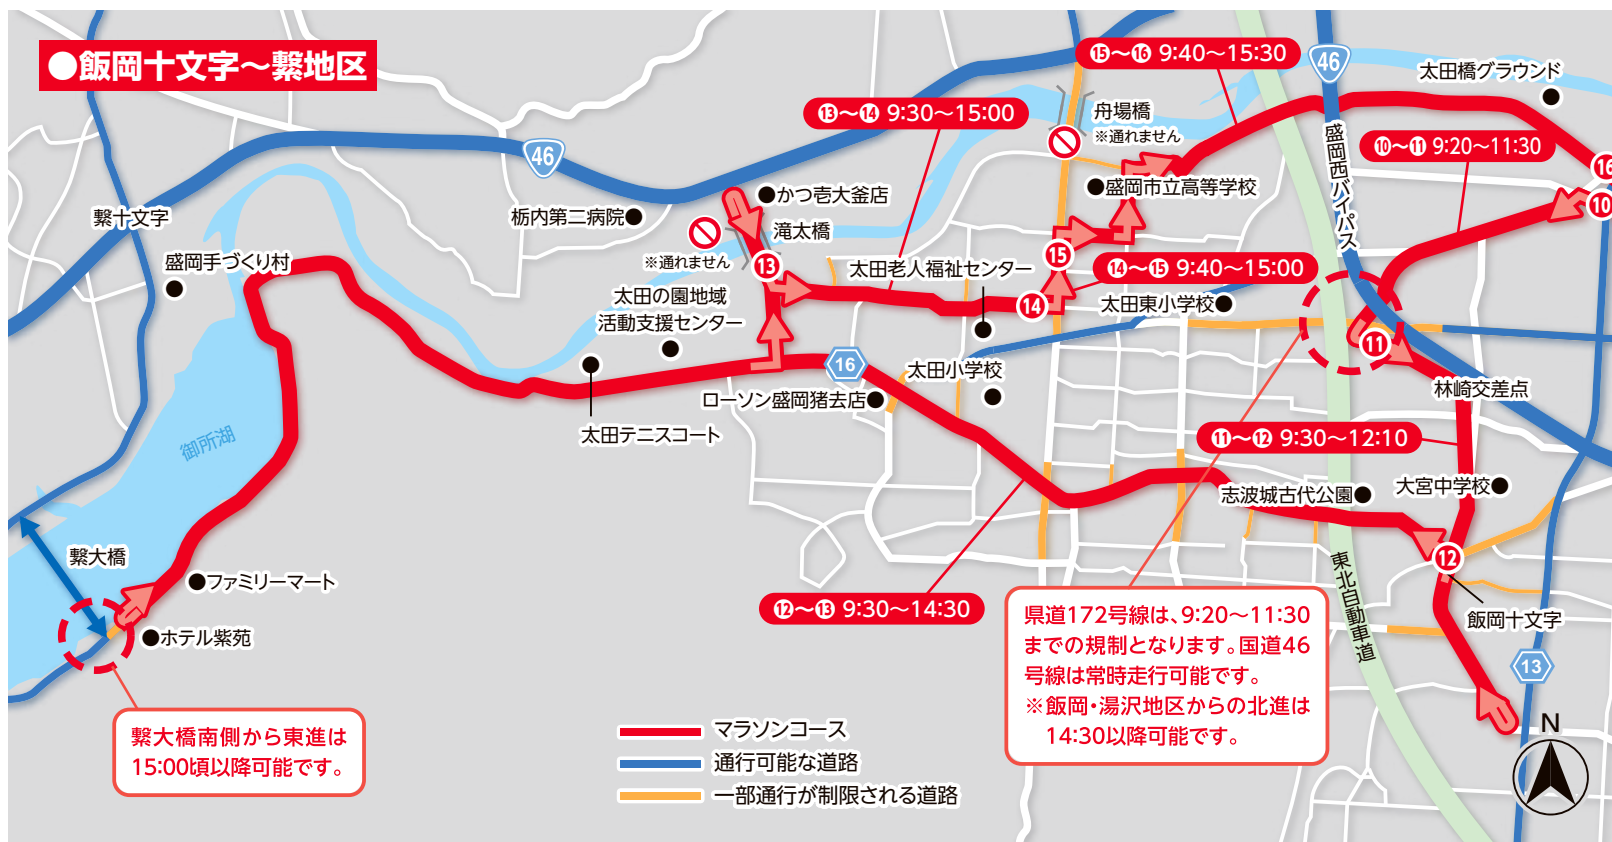 ●飯岡十文字〜繋地区
⑮〜⑯ 9:40〜15:30
46
太田橋グラウンド
⑬〜⑭ 9:30〜15:00
舟場橋
※通れません
盛岡西バイパス
⑩〜⑪ 9:20〜11:30
46
16
盛岡市立高等学校
かつ壱大釜店
10
繋十文字
栃内第二病院
滝太橋
※通れません
15
盛岡手づくり村
13
太田老人福祉センター
⑭〜⑮ 9:40〜15:00
太田の園地域
活動支援センター
14
太田東小学校
11
16
太田小学校
林崎交差点
ローソン盛岡猪去店
太田テニスコート
御所湖
⑪〜⑫ 9:30〜12:10
志波城古代公園
大宮中学校
繋大橋
12
東北自動車道
ファミリーマート
⑫〜⑬ 9:30〜14:30
飯岡十文字
ホテル紫苑
13
県道172号線は、9:20〜11:30
までの規制となります。国道46
号線は常時走行可能です。
※飯岡・湯沢地区からの北進は
14:30以降可能です。
繋大橋南側から東進は
15:00頃以降可能です。
マラソンコース
通行可能な道路
一部通行が制限される道路
N